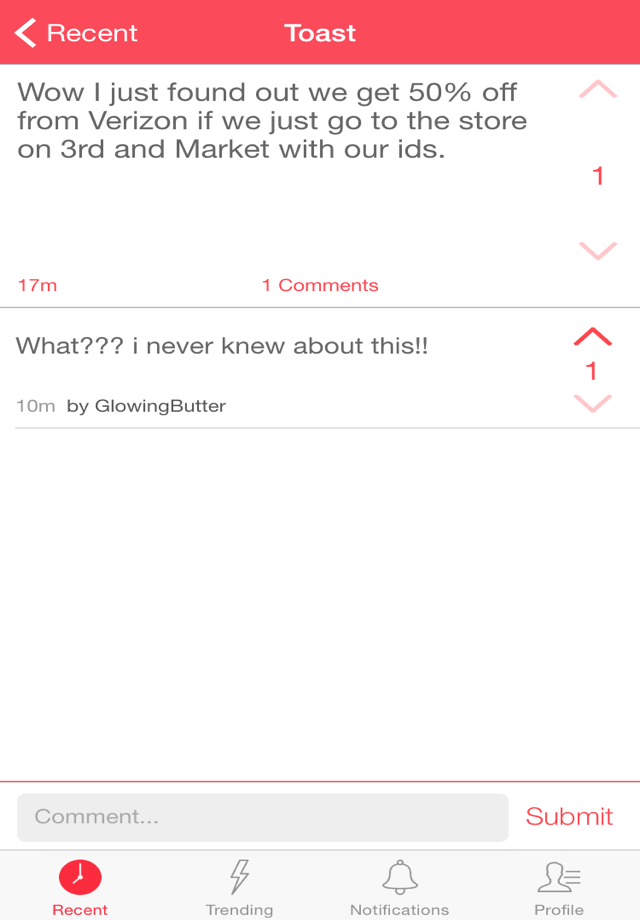 Recent
Toast
Wow I just found out we get 50% off
from Verizon if we just go to the store
on 3rd and Market with our ids.
1
17m
1 Comments
What??? i never knew about this!!
1
10m by GlowingButter
Comment...
Submit
Recent
Trending
Notifications
Profile